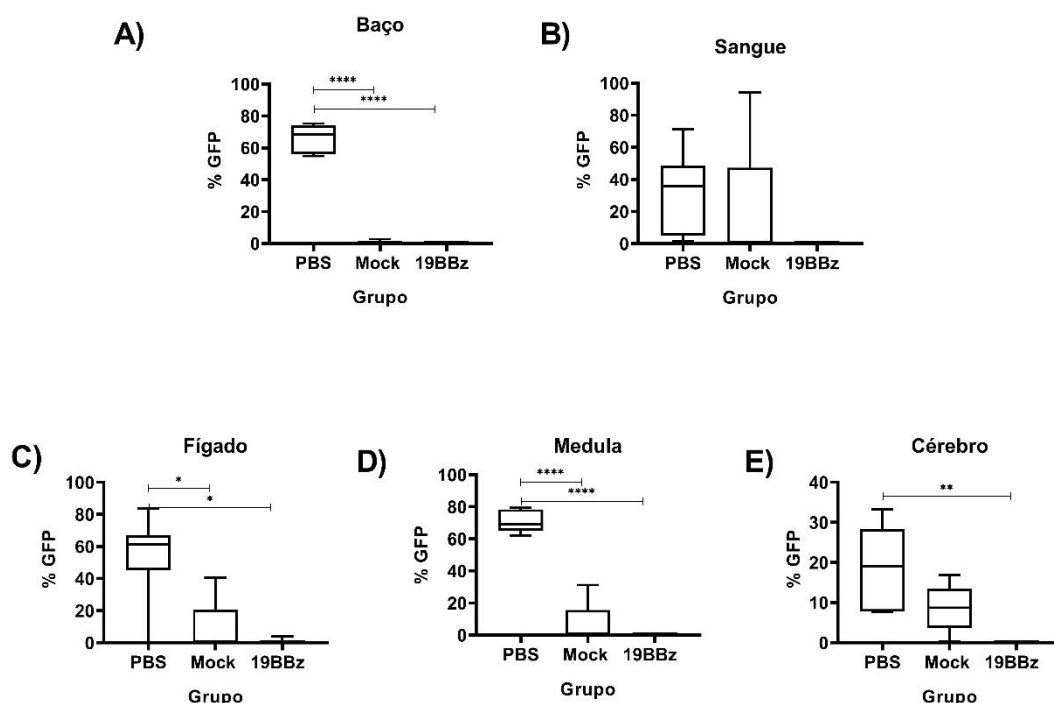 A)
Baço
****
****
100
80
60
40
20
0
% GFP
PBS Mock 19BBz
Grupo
B)
Sangue
100
80
60
40
20
0
% GFP
PBS Mock 19BBz
Grupo
C)
Fígado
*
*
100
80
60
40
20
0
% GFP
PBS Mock 19BBz
Grupo
D)
Medula
****
****
100
80
60
40
20
0
% GFP
PBS Mock 19BBz
Grupo
E)
Cérebro
**
40
30
20
10
0
% GFP
PBS Mock 19BBz
Grupo